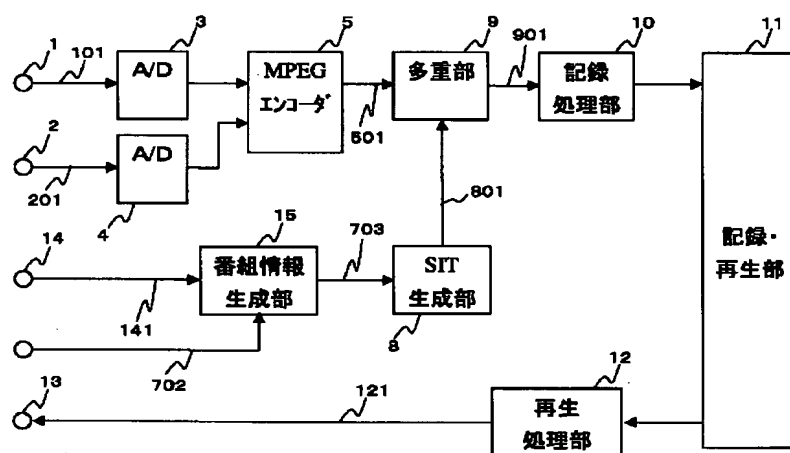 1
101
3
A/D
5
MPEG
エンコーダ
501
9
多重部
901
10
記録
処理部
11
記録・
再生部
2
201
A/D
4
801
14
141
15
番組情報
生成部
703
SIT
生成部
8
702
13
121
12
再生
処理部